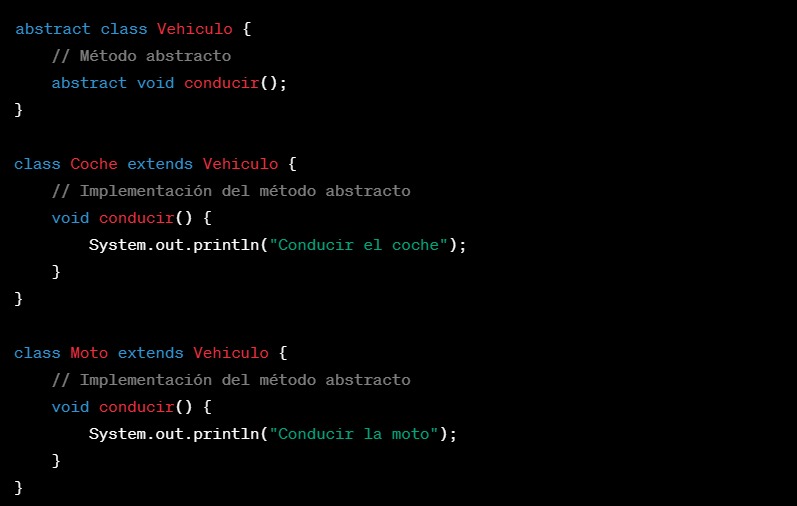 abstract class Vehiculo {
    // Método abstracto
    abstract void conducir();
}

class Coche extends Vehiculo {
    // Implementación del método abstracto
    void conducir() {
        System.out.println("Conducir el coche");
    }
}

class Moto extends Vehiculo {
    // Implementación del método abstracto
    void conducir() {
        System.out.println("Conducir la moto");
    }
}